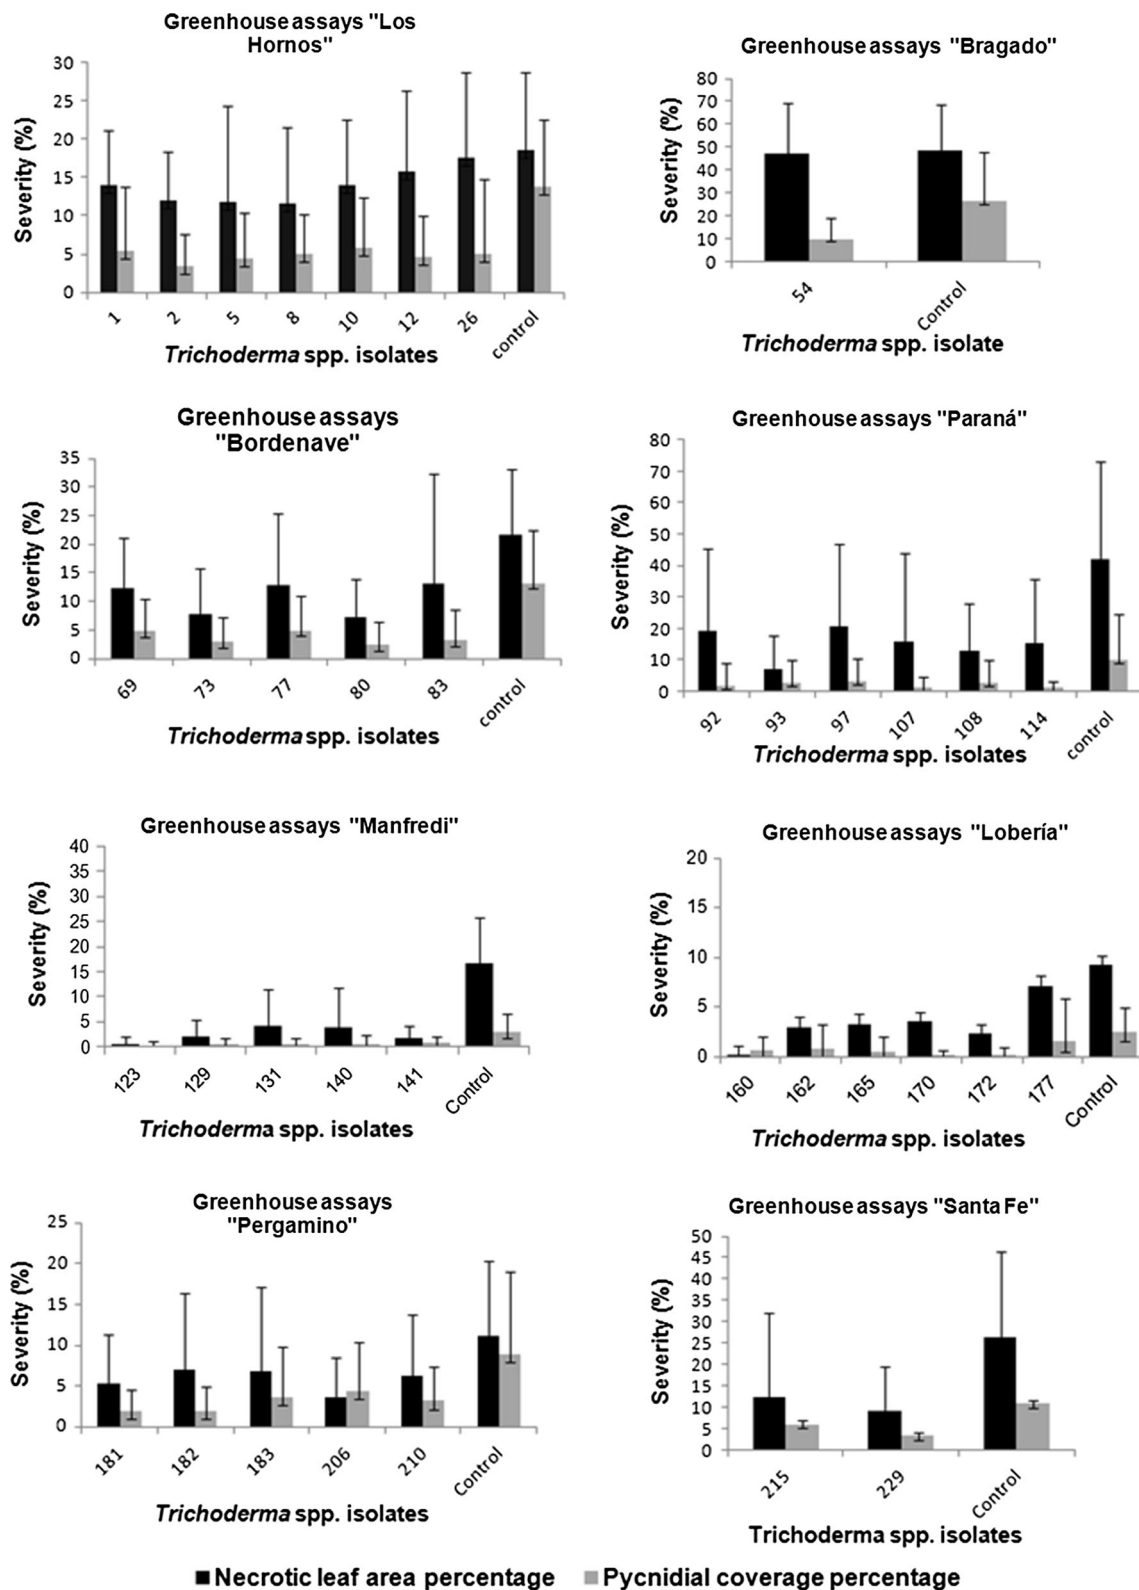 Greenhouse assays "Los
Hornos"
Severity (%)
30
25
20
15
10
5
0
1 2 5 8 10 12 26 control
Trichoderma spp. isolates
Greenhouse assays "Bragado"
Severity (%)
80
70
60
50
40
30
20
10
0
54 Control
Trichoderma spp. isolate
Greenhouse assays
"Bordenave"
Severity (%)
35
30
25
20
15
10
5
0
69 73 77 80 83 control
Trichoderma spp. isolates
Greenhouse assays "Paraná"
Severity (%)
80
70
60
50
40
30
20
10
0
92 93 97 107 108 114 control
Trichoderma spp. isolates
Greenhouse assays "Manfredi"
Severity (%)
40
35
30
25
20
15
10
5
0
123 129 131 140 141 Control
Trichoderma spp. isolates
Greenhouse assays "Lobería"
Severity (%)
20
15
10
5
0
160 162 165 170 172 177 Control
Trichoderma spp. isolates
Greenhouse assays
"Pergamino"
Severity (%)
25
20
15
10
5
0
181 182 183 206 210 Control
Trichoderma spp. isolates
Greenhouse assays "Santa Fe"
Severity (%)
50
45
40
35
30
25
20
15
10
5
0
215 229 Control
Trichoderma spp. isolates
Necrotic leaf area percentage Pycnidial coverage percentage